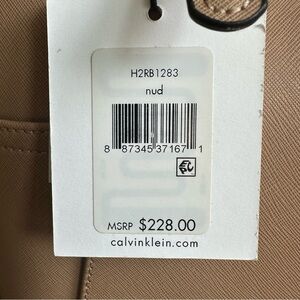 H2RB1283
nud
8 87345 37167 1
MSRP $228.00
calvinklein.com